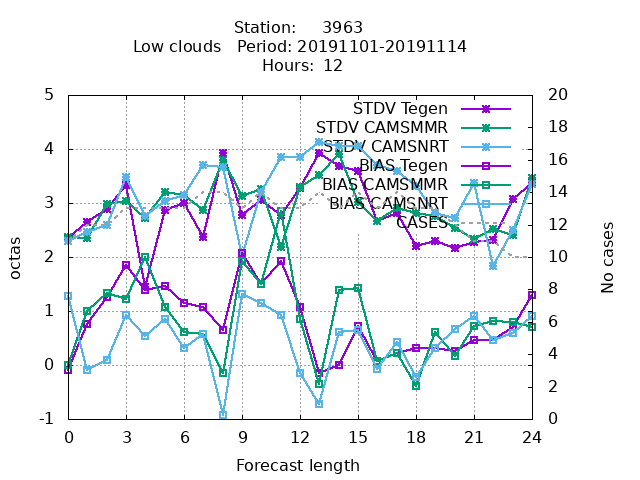 Station: 3963
Low clouds Period: 20191101-20191114
Hours: 12
5
4
3
2
1
0
-1
20
18
16
14
12
10
8
6
4
2
0
STDV Tegen
STDV CAMSMMR
STDV CAMSNRT
BIAS Tegen
BIAS CAMSMMR
BIAS CAMSNRT
CASES
octas
No cases
0 3 6 9 12 15 18 21 24
Forecast length